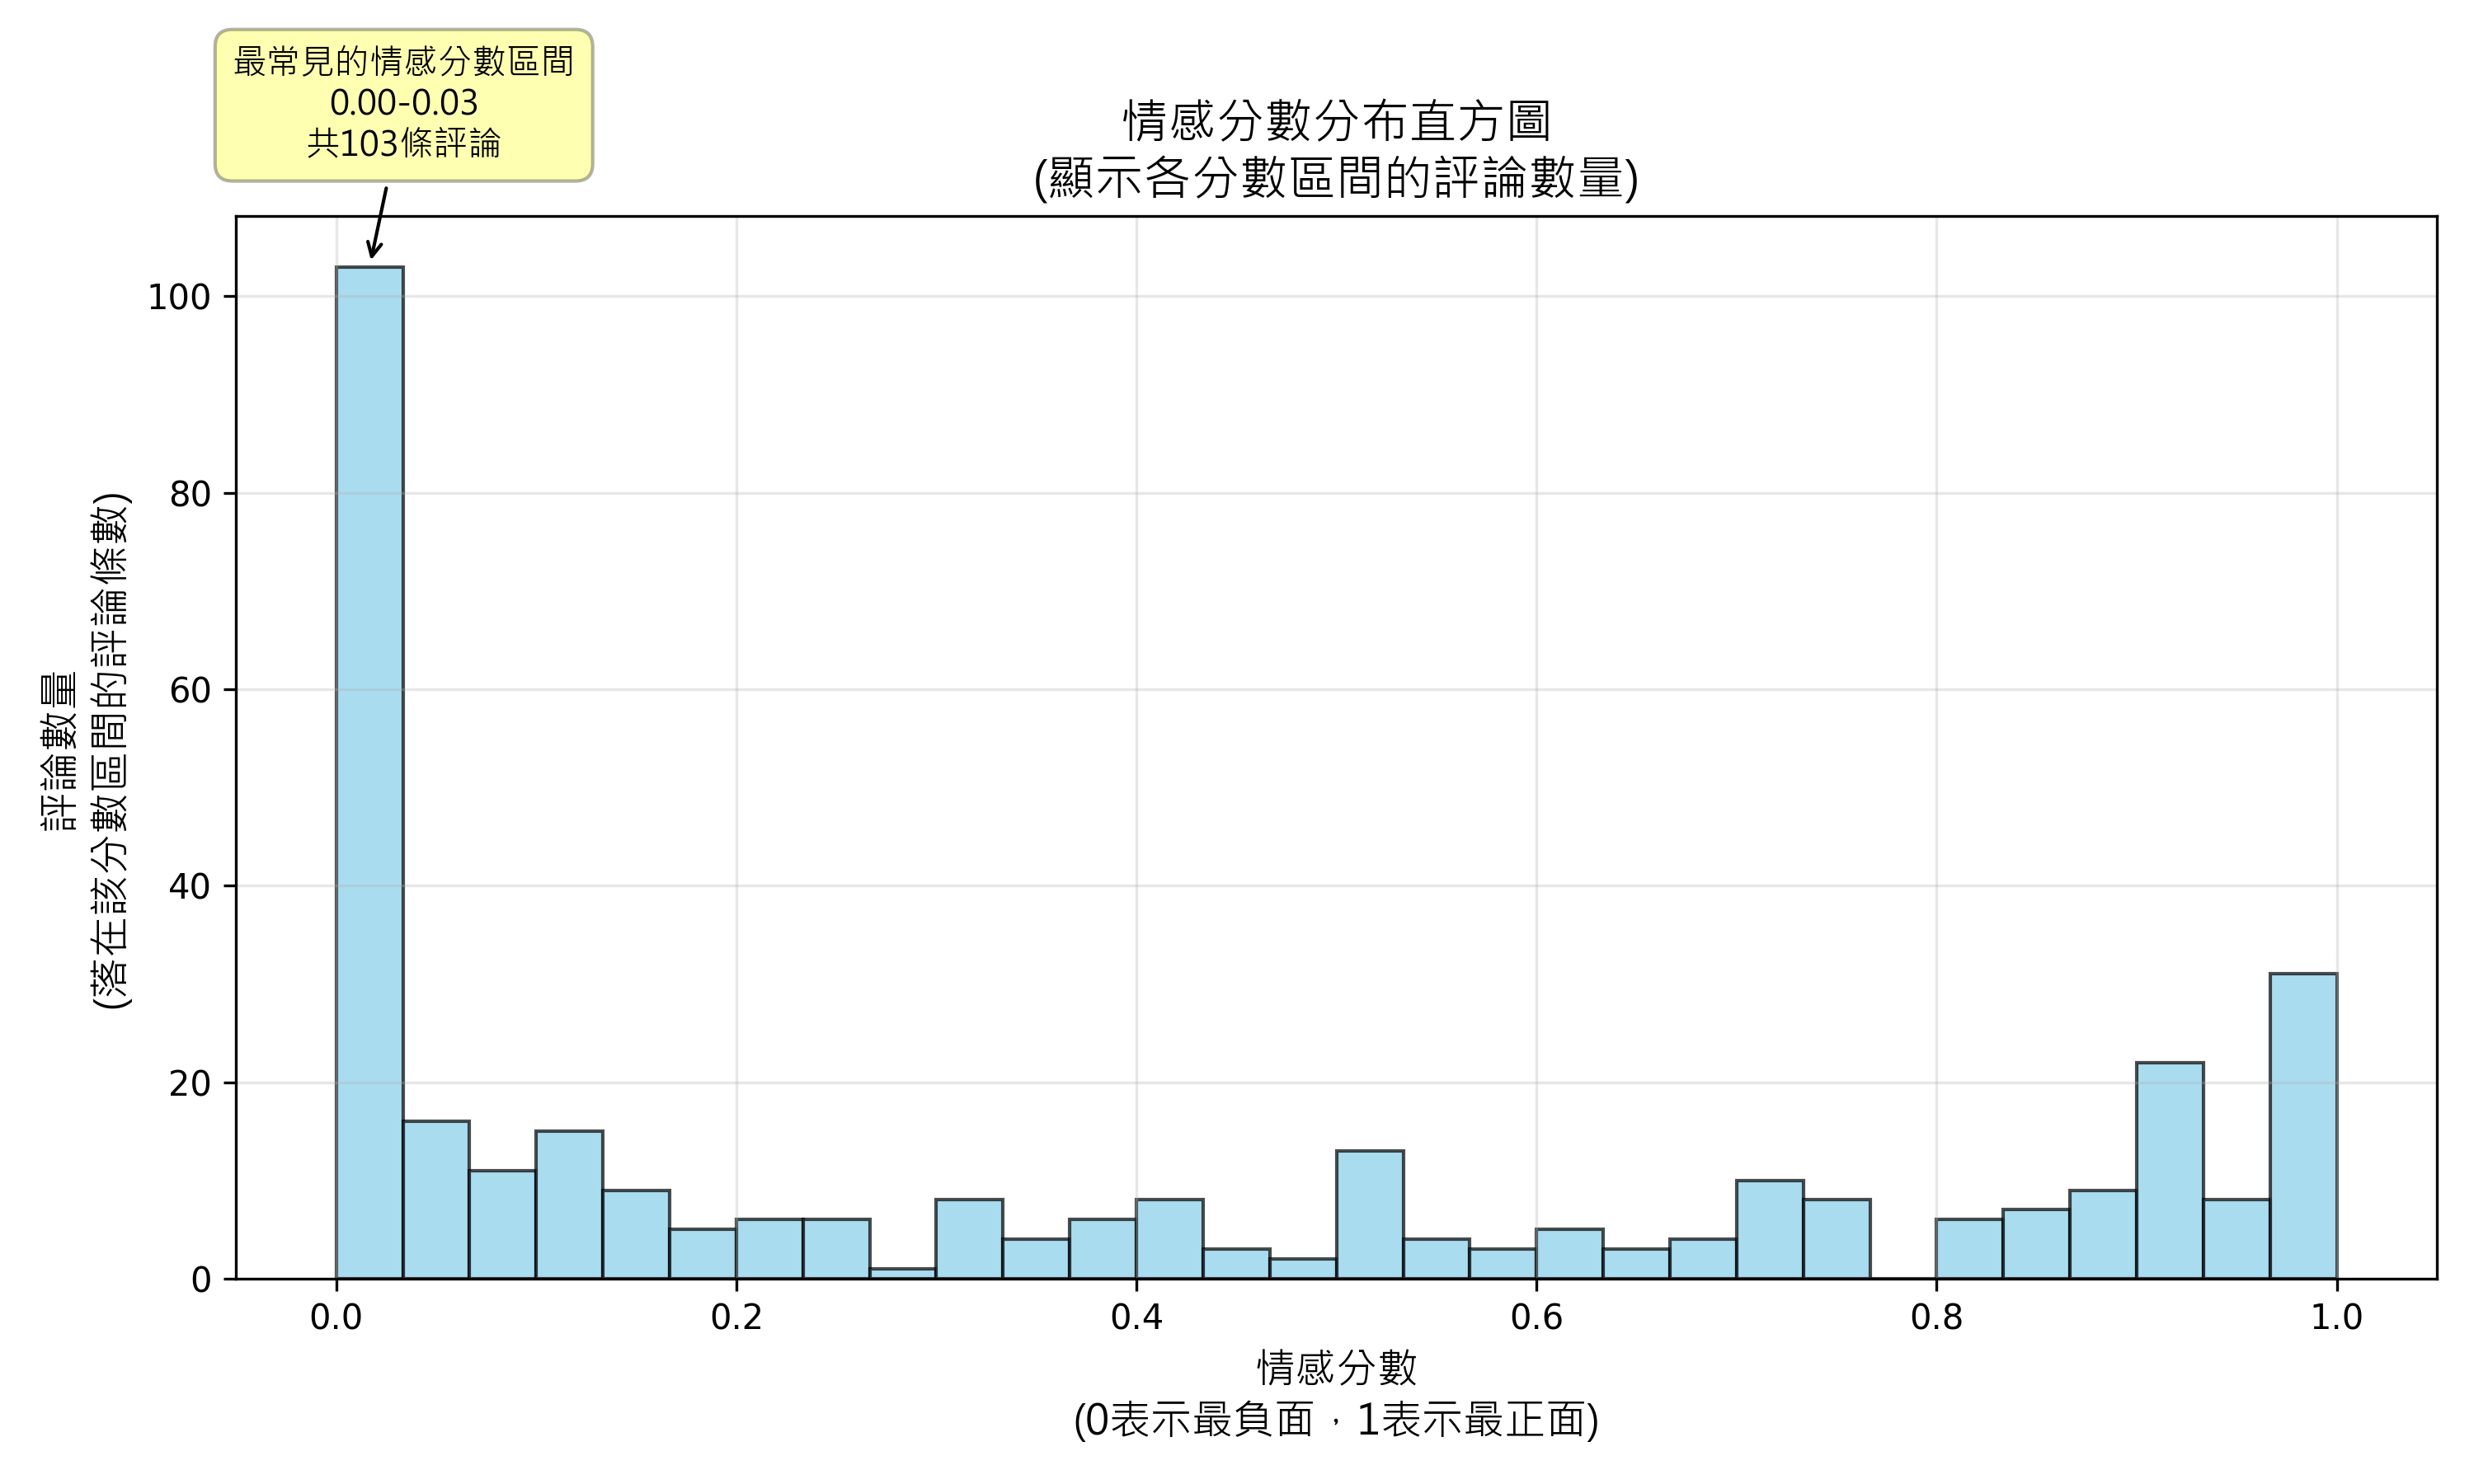 最常見的情感分數區間
0.00-0.03
共103條評論
情感分數分布直方圖
(顯示各分數區間的評論數量)
評論數量
(落在該分數區間的評論條數)
100
80
60
40
20
0
0.0 0.2 0.4 0.6 0.8 1.0
情感分數
(0表示最負面，1表示最正面)